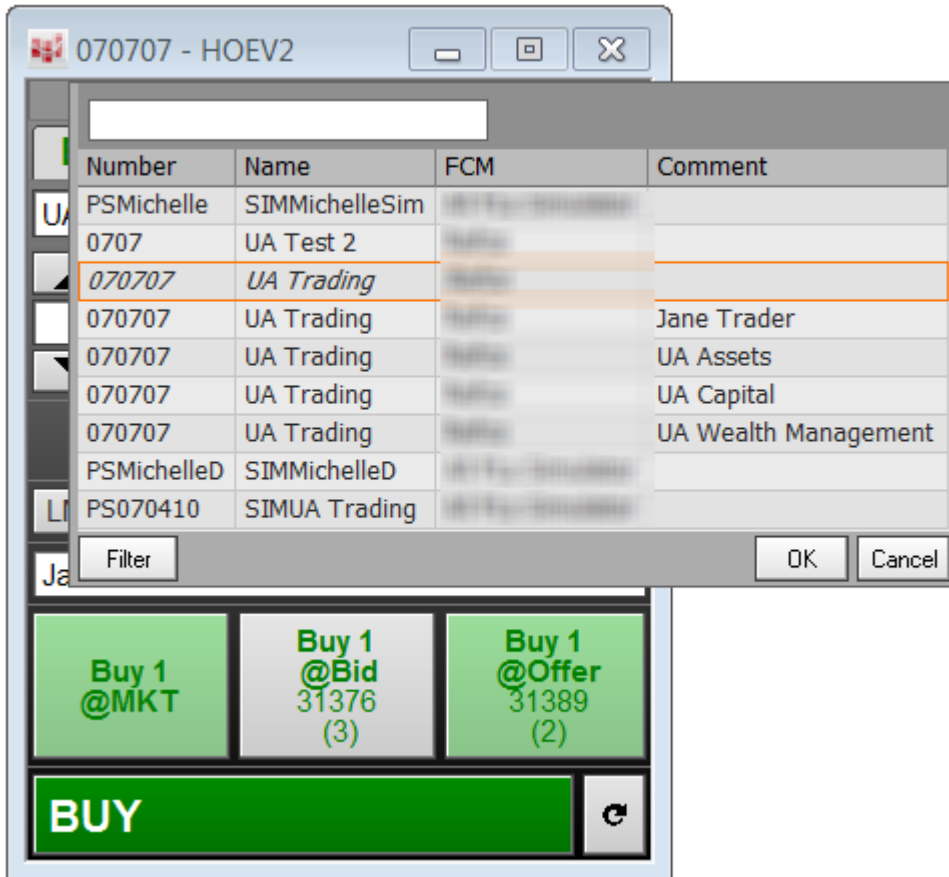 070707 - HOEV2
Number Name FCM Comment
PSMichelle SIMMichelleSim
0707 UA Test 2
070707 UA Trading
070707 UA Trading Jane Trader
070707 UA Trading UA Assets
070707 UA Trading UA Capital
070707 UA Trading UA Wealth Management
PSMichelleD SIMMichelleD
PS070410 SIMUA Trading
Filter OK Cancel
Buy 1 @MKT
Buy 1 @Bid 31376 (3)
Buy 1 @Offer 31389 (2)
BUY